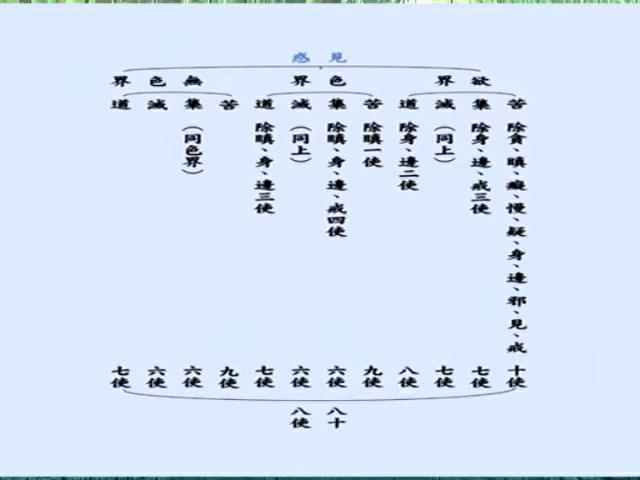 見惑
欲界
苦
除貪、瞋、癡、慢、疑、身、邊、邪、見、戒
十使
集
除身、邊、戒三使
七使
滅
（同上）
七使
道
除身、邊二使
八使
色界
苦
除瞋一使
九使
集
除瞋、身、邊、戒四使
六使
滅
（同上）
六使
道
除瞋、身、邊三使
七使
無色界
苦
九使
集
（同色界）
六使
滅
六使
道
七使
八十
八使